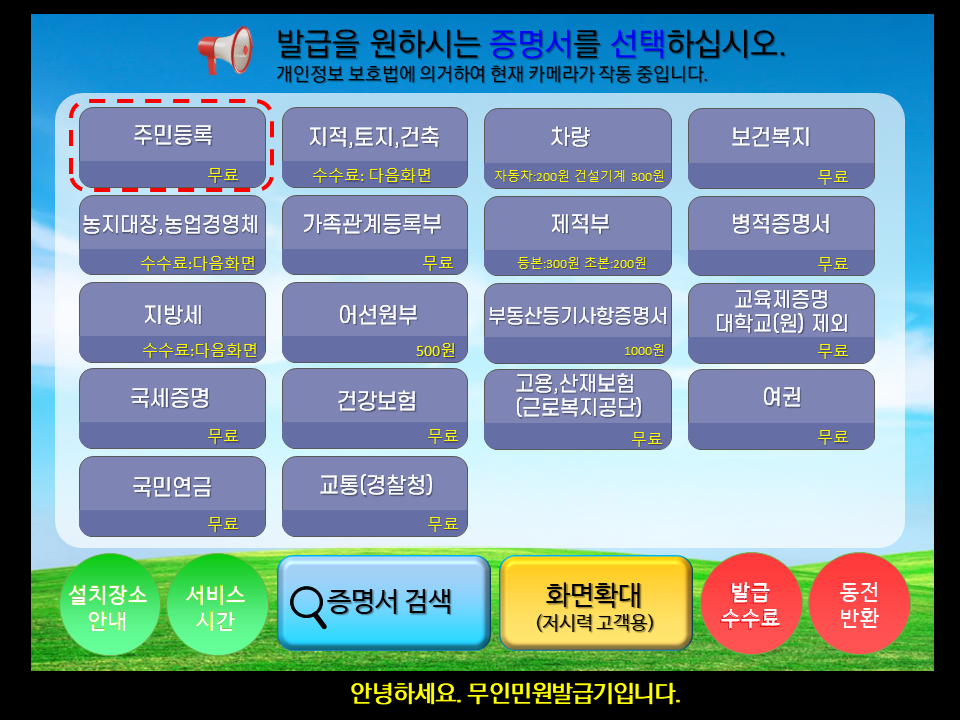 발급을 원하시는 증명서를 선택하십시오.
개인정보 보호법에 의거하여 현재 카메라가 작동 중입니다.
주민등록
무료
지적,토지,건축
수수료: 다음화면
차량
자동차:200원 건설기계 300원
보건복지
무료
농지대장,농업경영체
수수료:다음화면
가족관계등록부
무료
제적부
등본:300원 초본:200원
병적증명서
무료
지방세
수수료:다음화면
어선원부
500원
부동산등기사항증명서
1000원
교육제증명
대학교(원) 제외
무료
국세증명
무료
건강보험
무료
고용,산재보험
(근로복지공단)
무료
여권
무료
국민연금
무료
교통(경찰청)
무료
설치장소
안내
서비스
시간
증명서 검색
화면확대
(저시력 고객용)
발급
수수료
동전
반환
안녕하세요. 무인민원발급기입니다.